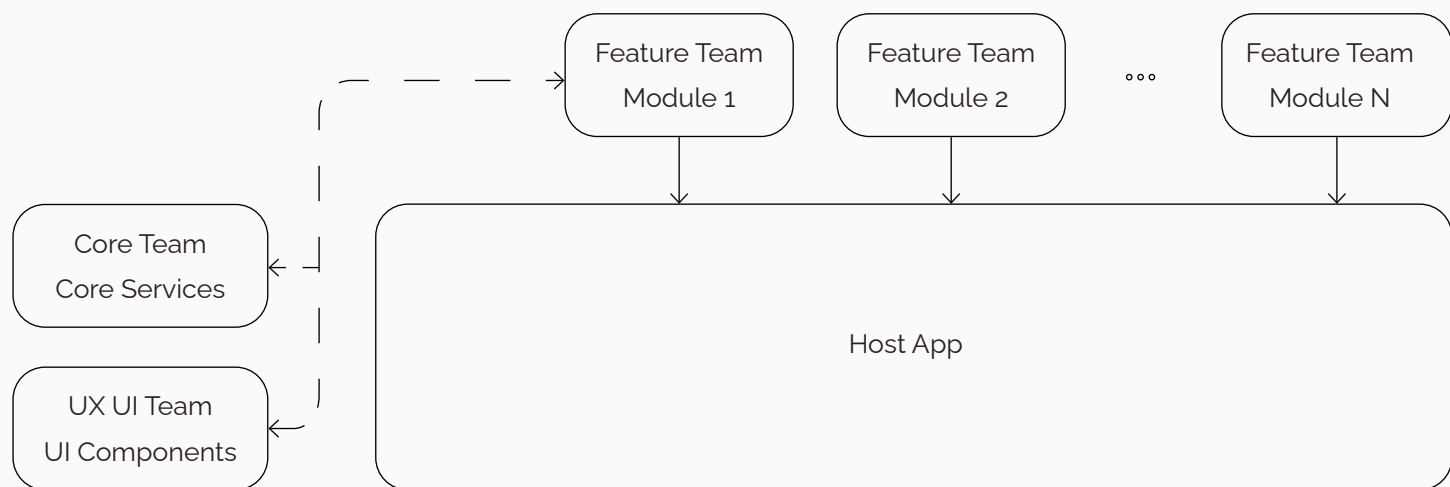 Feature Team
Module 1
Feature Team
Module 2
Feature Team
Module N
Core Team
Core Services
Host App
UX UI Team
UI Components